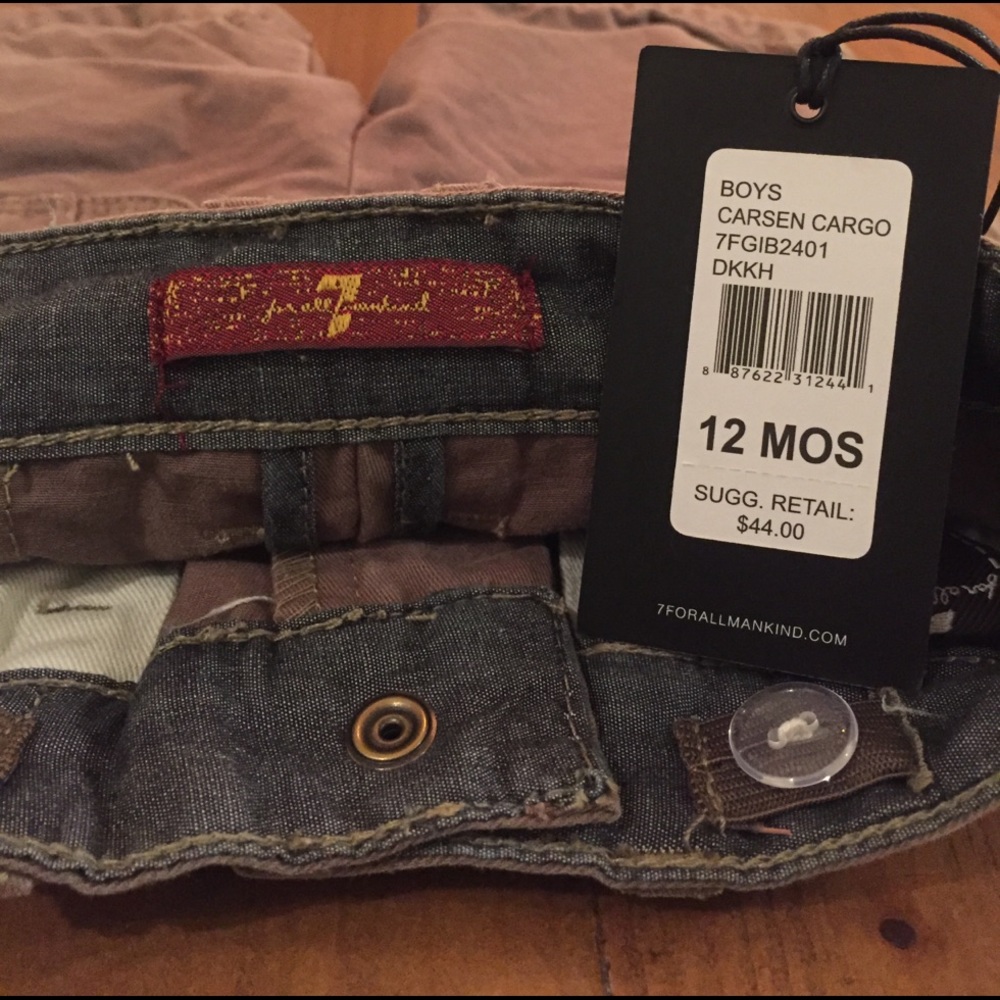 7
for all mankind
BOYS
CARSEN CARGO
7FGIB2401
DKKH
8 87622 31244 1
12 MOS
SUGG. RETAIL:
$44.00
7FORALLMANKIND.COM